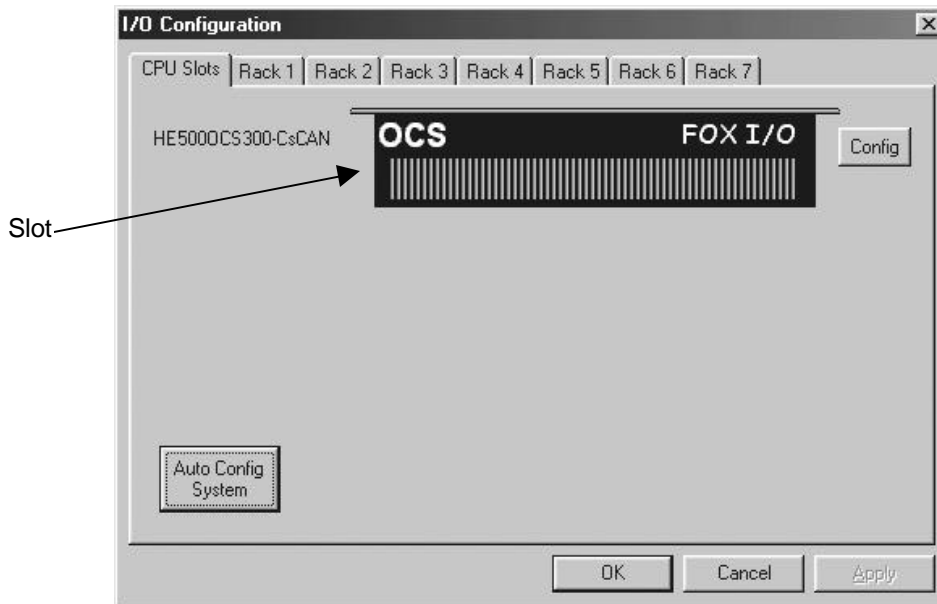 I/O Configuration
CPU Slots Rack 1 Rack 2 Rack 3 Rack 4 Rack 5 Rack 6 Rack 7
HE500OCS300-CsCAN
OCS FOX I/O
Config
Slot
Auto Config
System
OK Cancel Apply